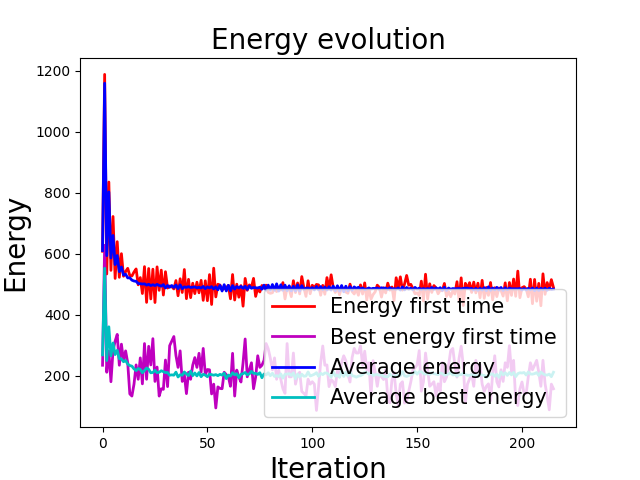 Energy evolution
1200
1000
800
600
400
200
Energy
Energy first time
Best energy first time
Average energy
Average best energy
0 50 100 150 200
Iteration